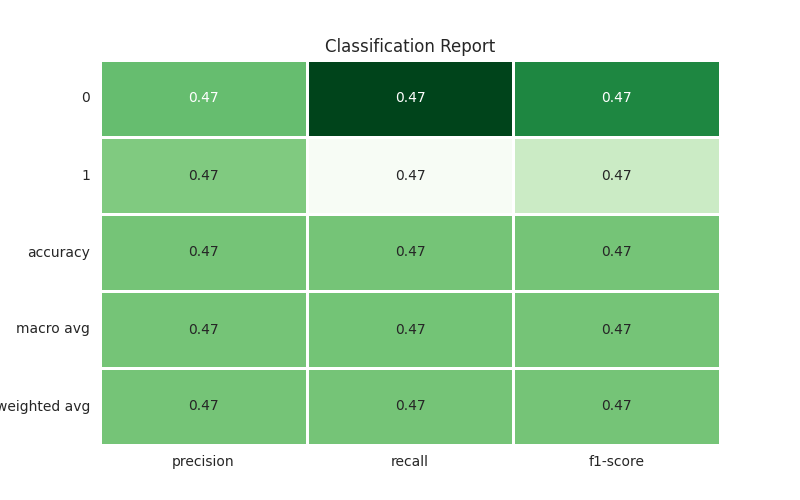 Classification Report
0 0.47 0.47 0.47
1 0.47 0.47 0.47
accuracy 0.47 0.47 0.47
macro avg 0.47 0.47 0.47
weighted avg 0.47 0.47 0.47
precision recall f1-score